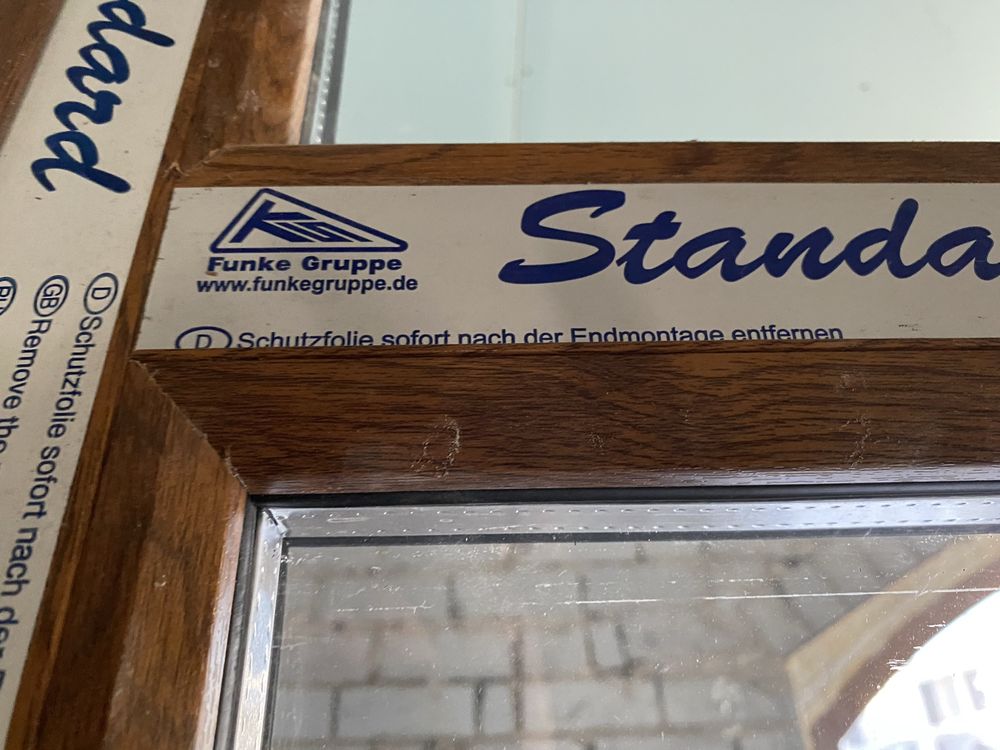 dard
Standa
Funke Gruppe
www.funkegruppe.de
D Schutzfolie sofort nach der Endmontage entfernen
D Schutzfolie sofort nach der
GB Remove the